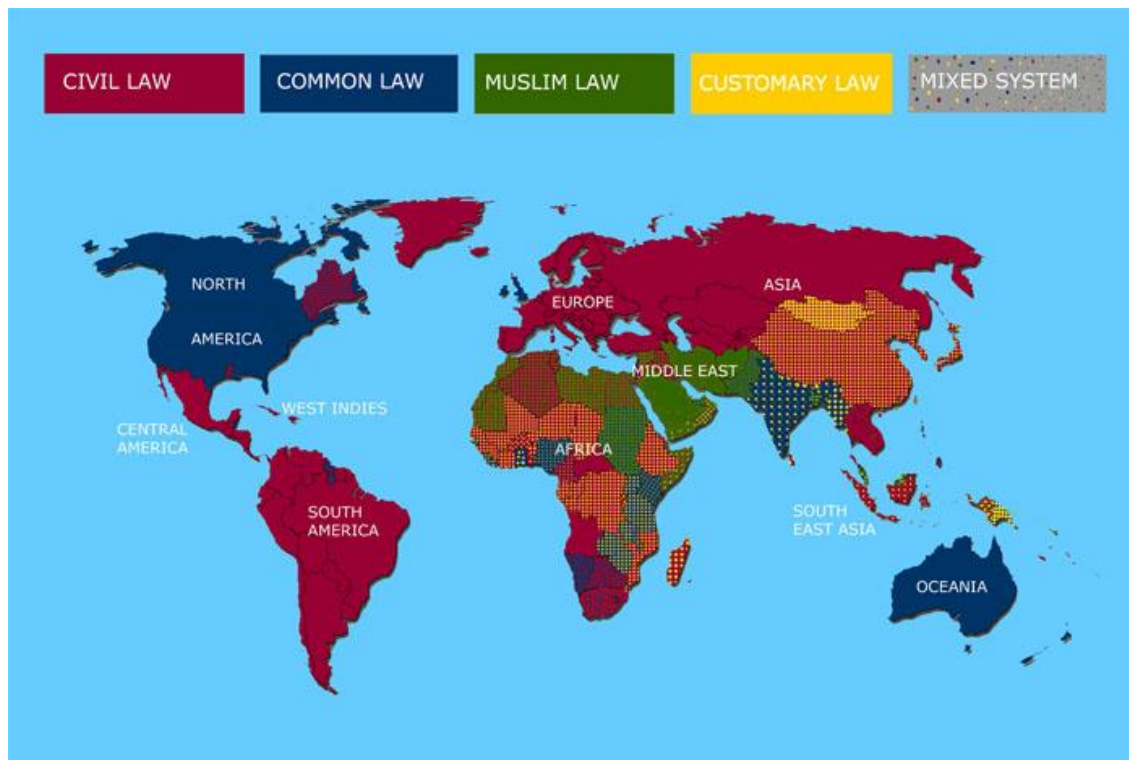 CIVIL LAW
COMMON LAW
MUSLIM LAW
CUSTOMARY LAW
MIXED SYSTEM
NORTH
AMERICA
EUROPE
ASIA
MIDDLE EAST
WEST INDIES
CENTRAL
AMERICA
AFRICA
SOUTH
AMERICA
SOUTH
EAST ASIA
OCEANIA